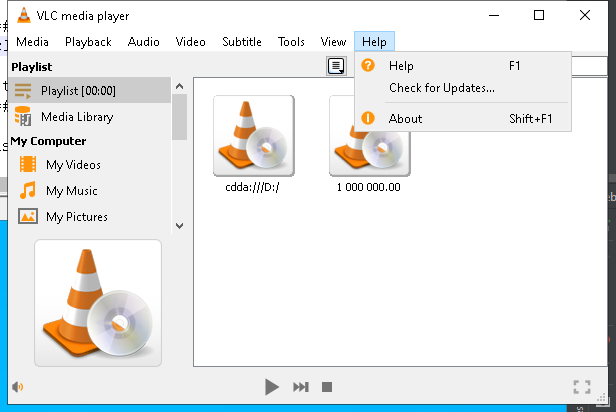 VLC media player
Media Playback Audio Video Subtitle Tools View Help
Playlist
Playlist [00:00]
Media Library
My Computer
My Videos
My Music
My Pictures
Help F1
Check for Updates...
About Shift+F1
cdda:///D:/
1 000 000.00